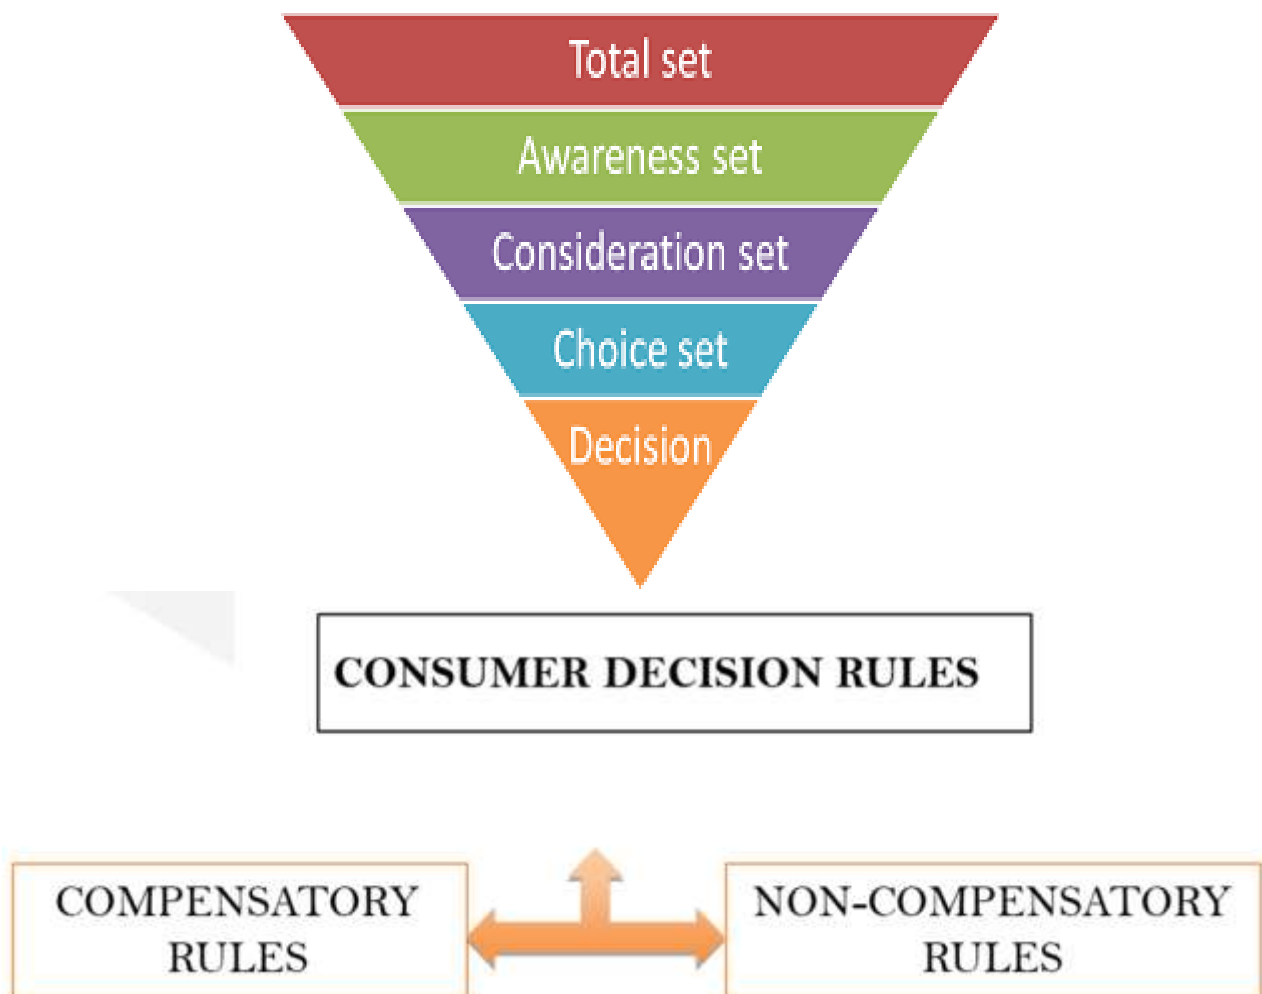 Total set
Awareness set
Consideration set
Choice set
Decision
CONSUMER DECISION RULES
COMPENSATORY
RULES
NON-COMPENSATORY
RULES